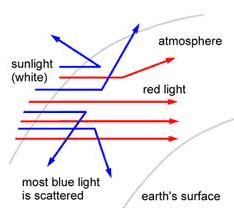 sunlight
(white)
atmosphere
red light
most blue light
is scattered
earth's surface